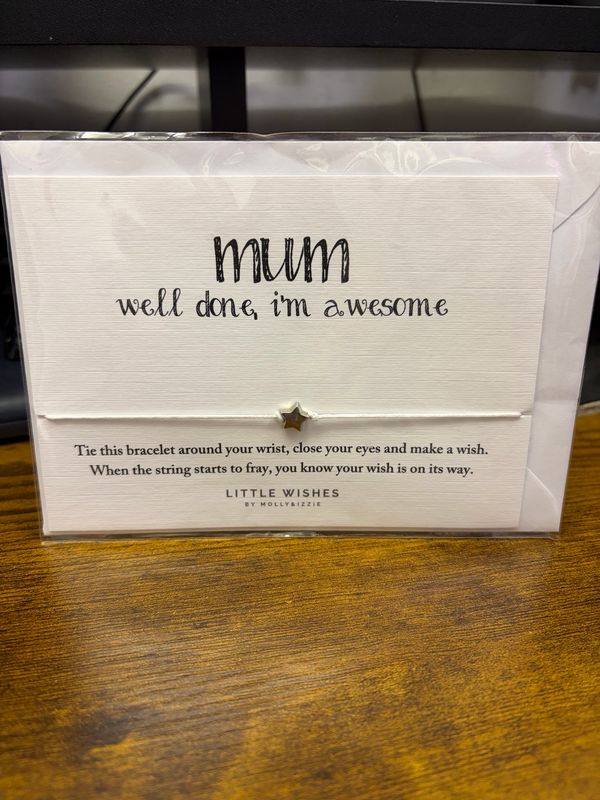 mum
well done, i'm awesome
Tie this bracelet around your wrist, close your eyes and make a wish.
When the string starts to fray, you know your wish is on its way.
LITTLE WISHES
BY MOLLY&IZZIE